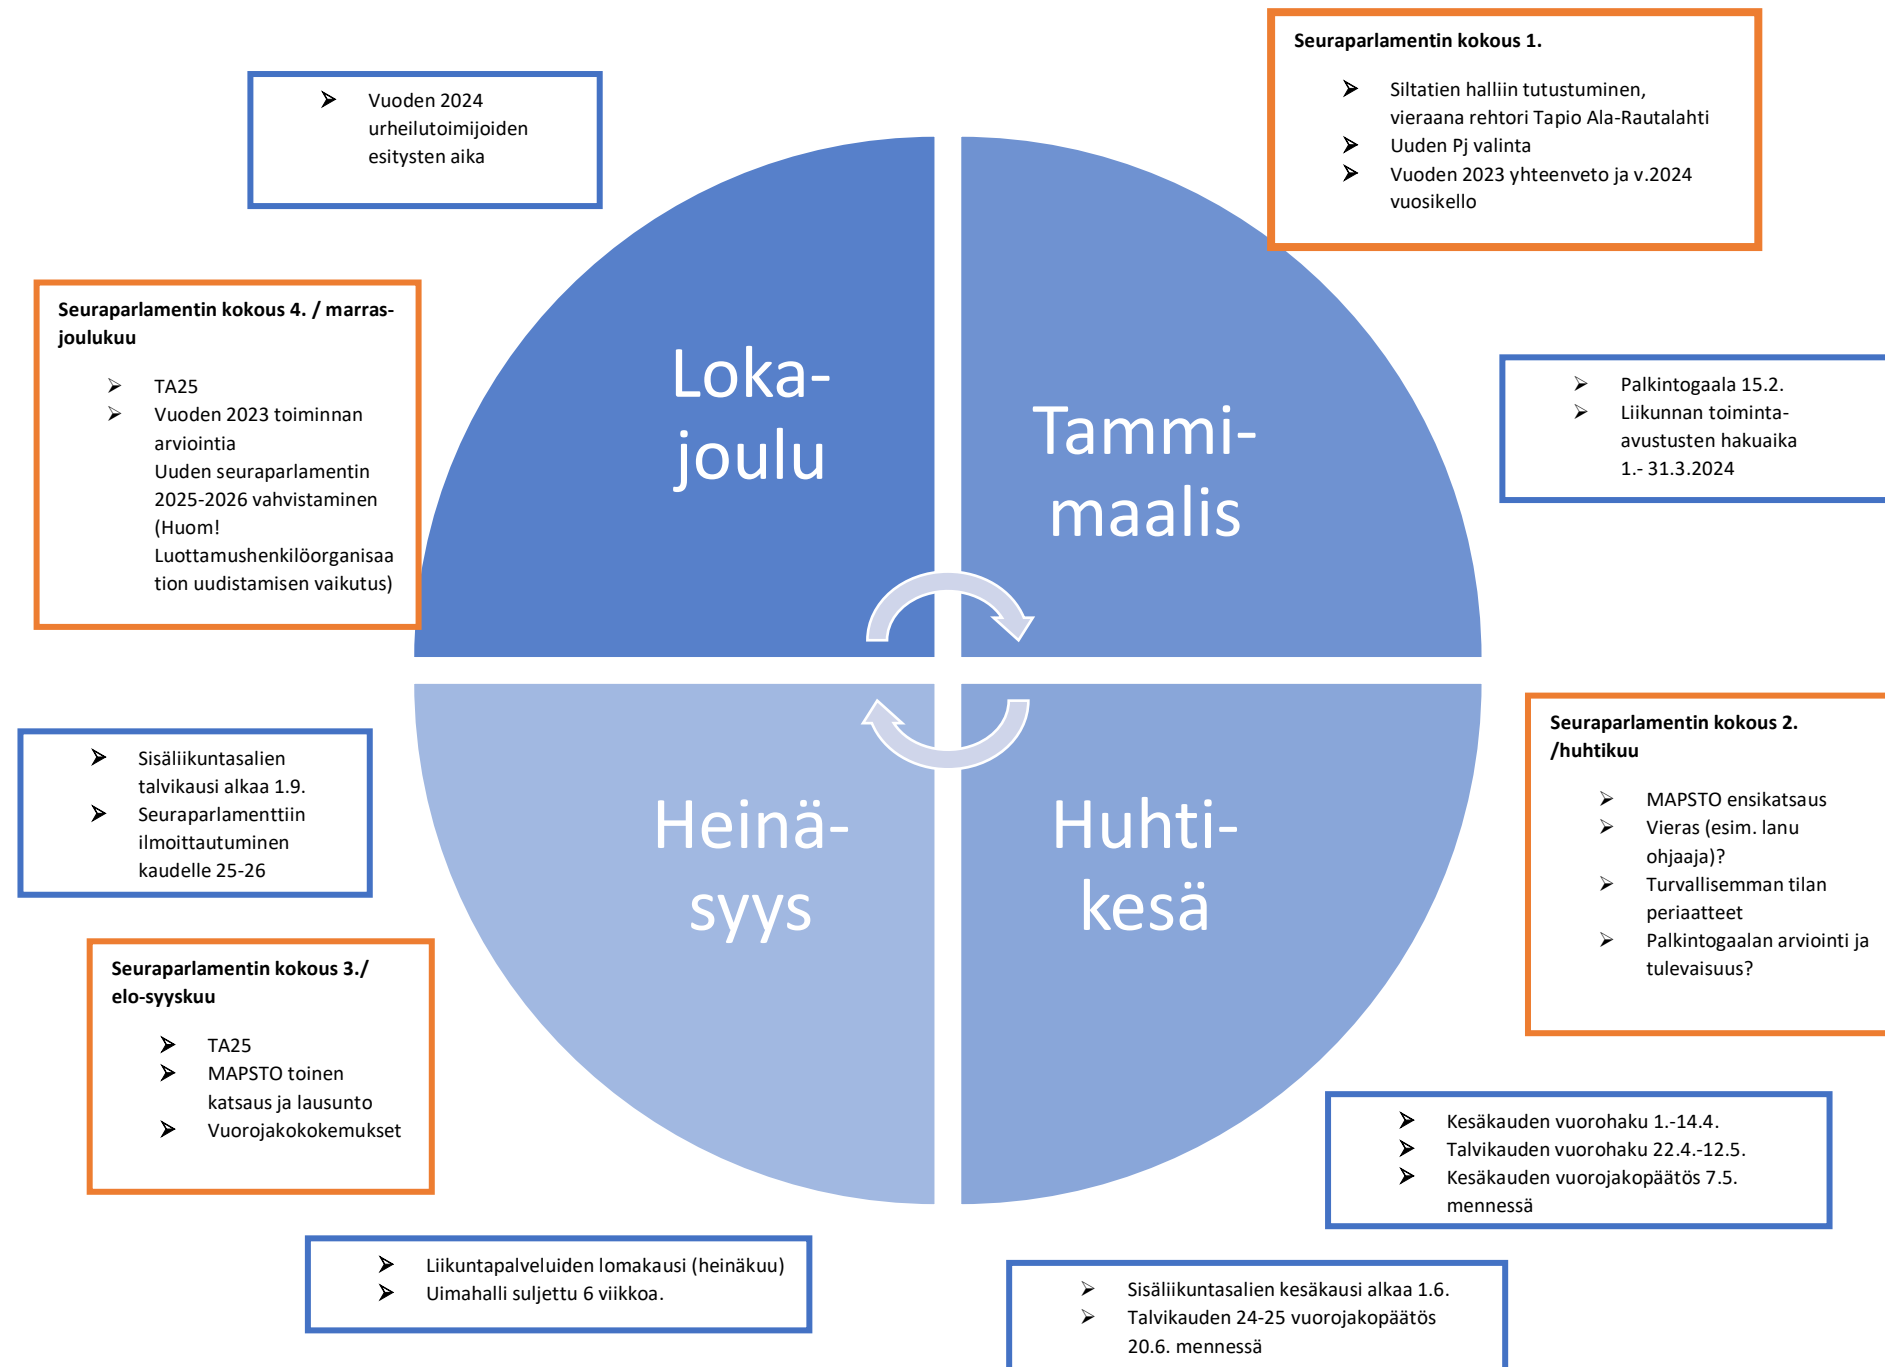 Seuraparlamentin kokous 1.
➢ Siltatien halliin tutustuminen,
vieraana rehtori Tapio Ala-Rautalahti
➢ Uuden Pj valinta
➢ Vuoden 2023 yhteenveto ja v.2024
vuosikello
➢ Vuoden 2024
urheilutoimijoiden
esitysten aika
Seuraparlamentin kokous 4. / marras-
joulukuu
➢ TA25
➢ Vuoden 2023 toiminnan
arviointia
Uuden seuraparlamentin
2025-2026 vahvistaminen
(Huom!
Luottamushenkilöorganisaa
tion uudistamisen vaikutus)
Loka-
joulu
Tammi-
maalis
➢ Palkintogaala 15.2.
➢ Liikunnan toiminta-
avustusten hakuaika
1.- 31.3.2024
Seuraparlamentin kokous 2.
/huhtikuu
➢ MAPSTO ensikatsaus
➢ Vieras (esim. lanu
ohjaaja)?
➢ Turvallisemman tilan
periaatteet
➢ Palkintogaalan arviointi ja
tulevaisuus?
➢ Sisäliikuntasalien
talvikausi alkaa 1.9.
➢ Seuraparlamenttiin
ilmoittautuminen
kaudelle 25-26
Heinä-
syys
Huhti-
kesä
Seuraparlamentin kokous 3./
elo-syyskuu
➢ TA25
➢ MAPSTO toinen
katsaus ja lausunto
➢ Vuorojakokokemukset
➢ Kesäkauden vuorohaku 1.-14.4.
➢ Talvikauden vuorohaku 22.4.-12.5.
➢ Kesäkauden vuorojakopäätös 7.5.
mennessä
➢ Liikuntapalveluiden lomakausi (heinäkuu)
➢ Uimahalli suljettu 6 viikkoa.
➢ Sisäliikuntasalien kesäkausi alkaa 1.6.
➢ Talvikauden 24-25 vuorojakopäätös
20.6. mennessä